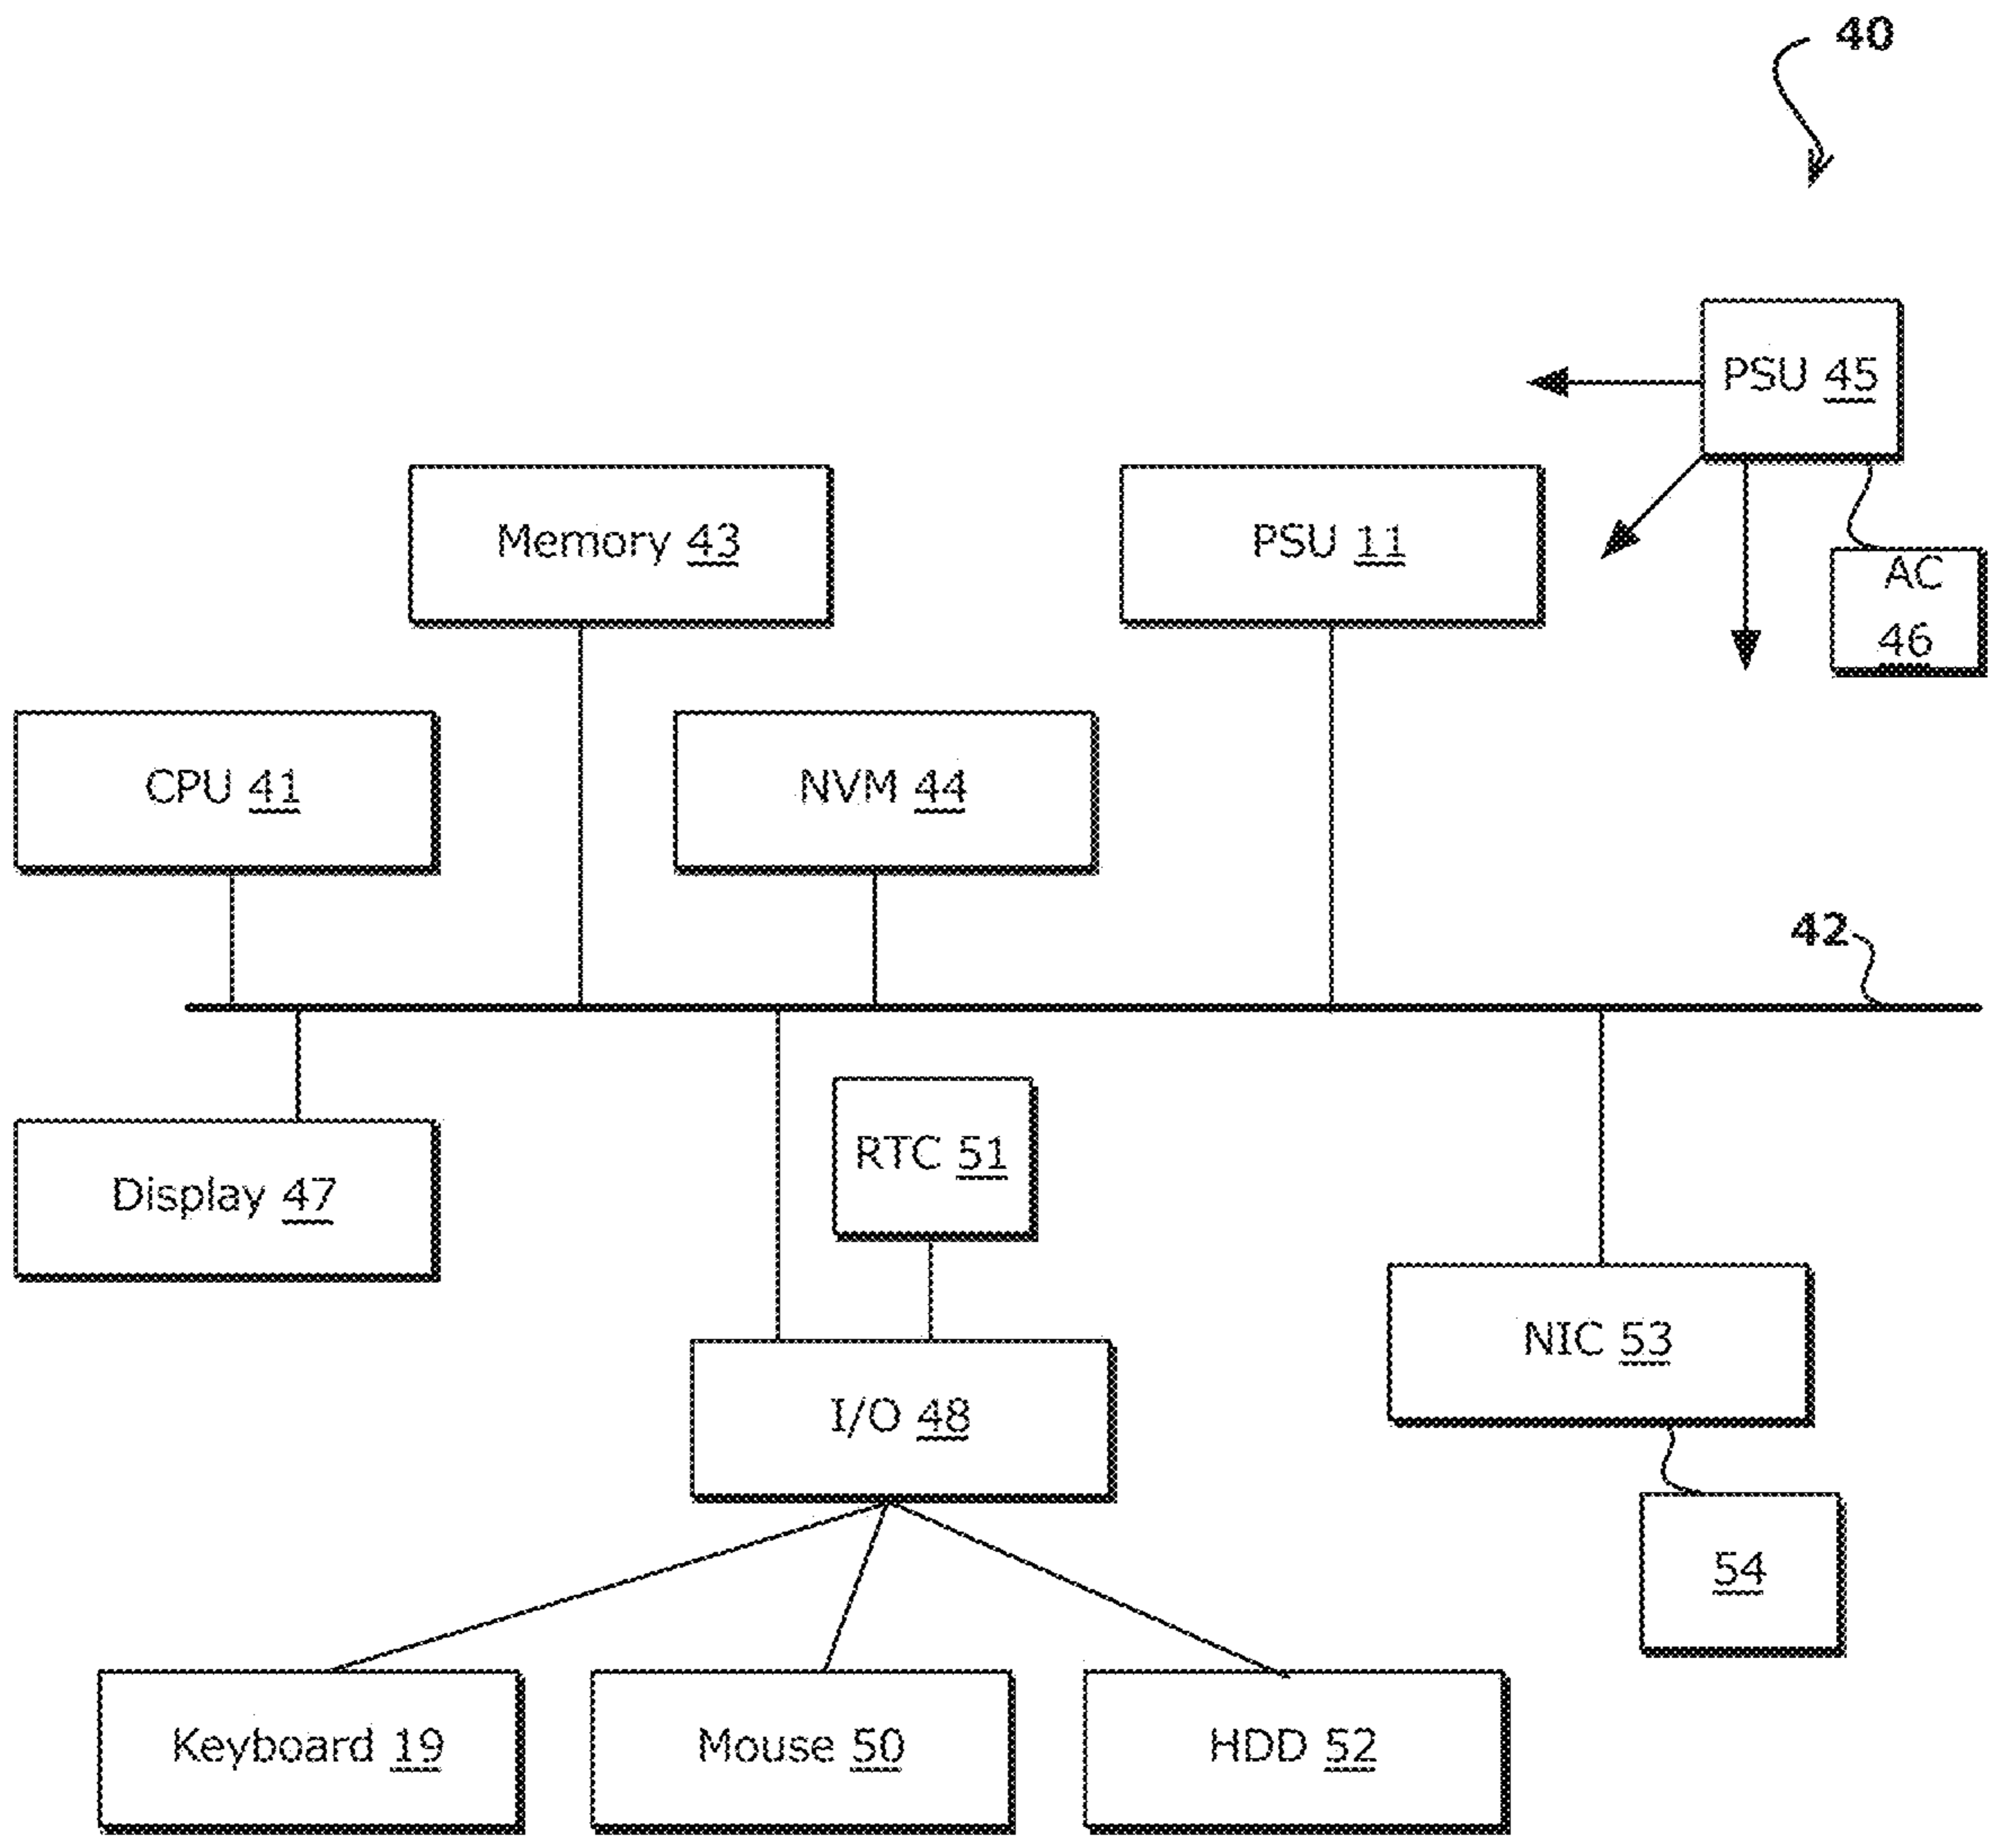 40
PSU 45
Memory 43
PSU 11
AC
46
CPU 41
NVM 44
42
RTC 51
Display 47
NIC 53
I/O 48
54
Keyboard 19
Mouse 50
HDD 52